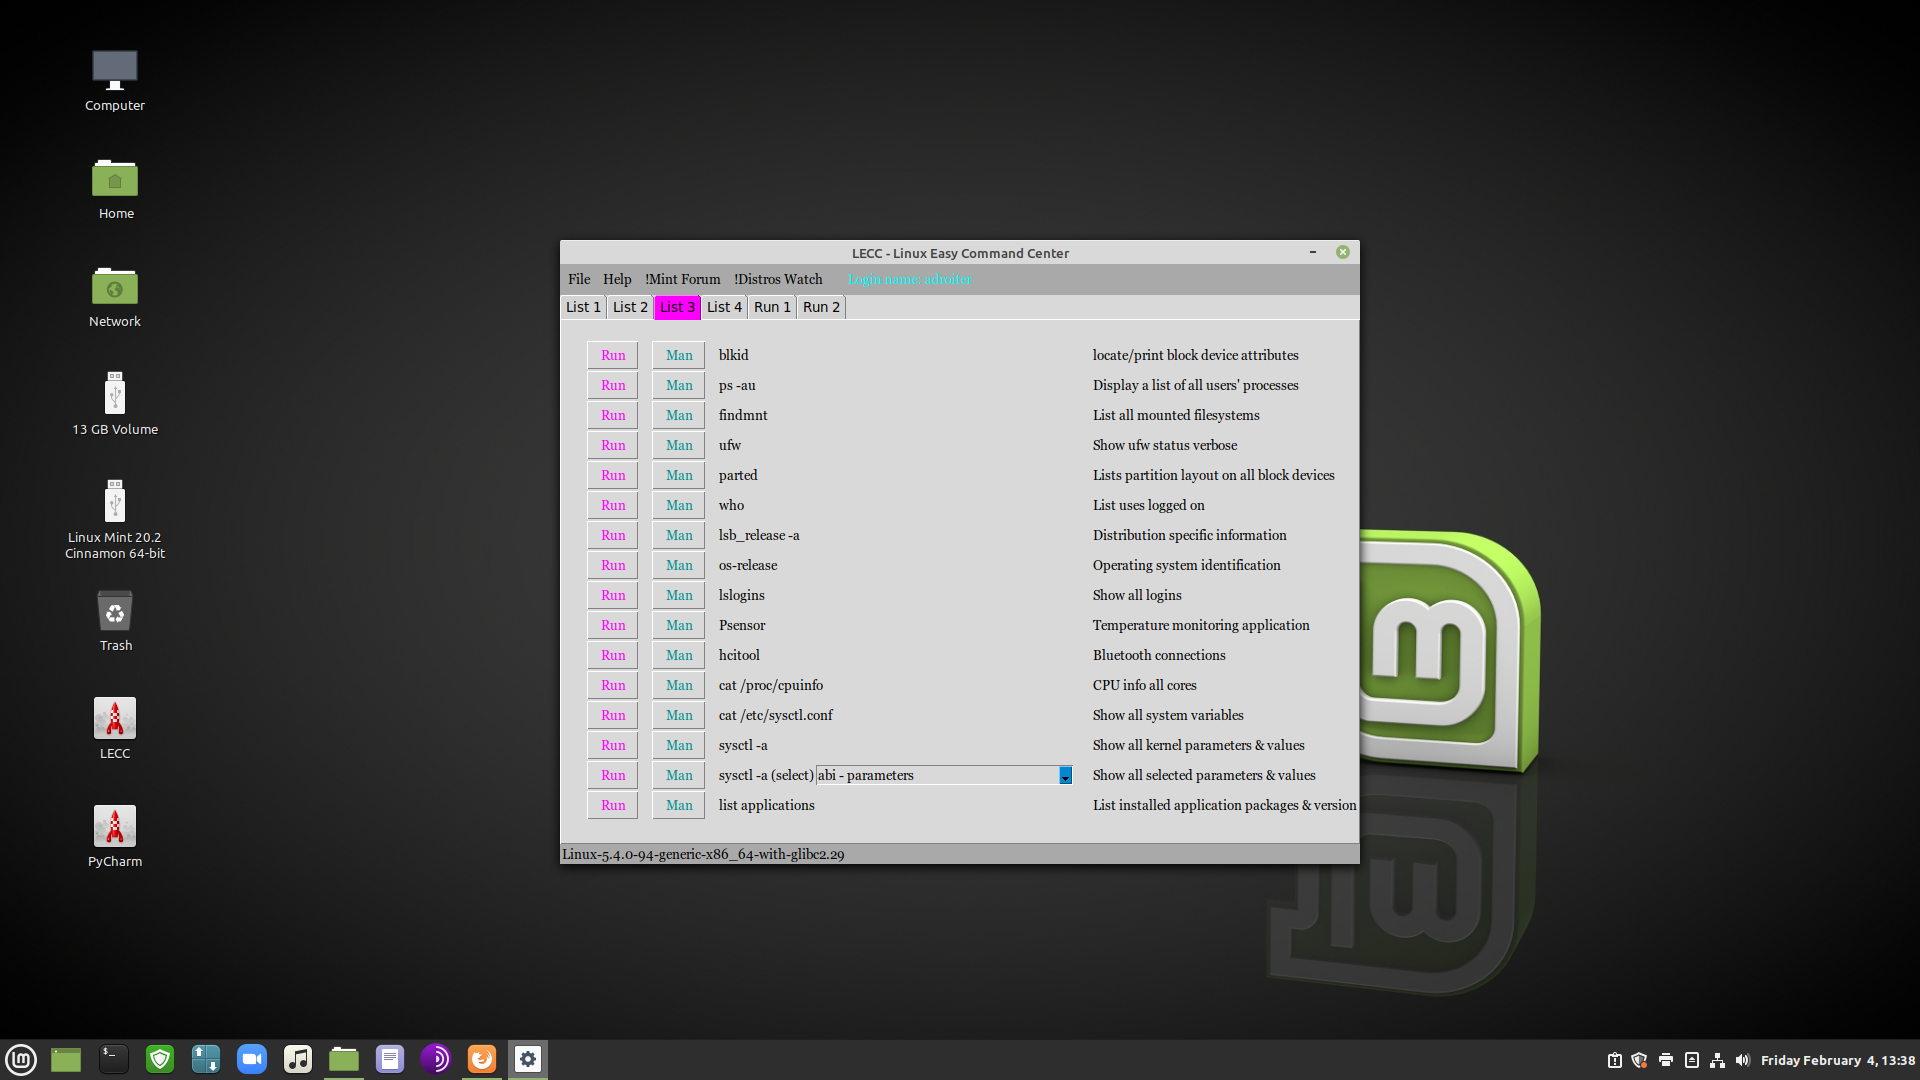 Computer
Home
Network
13 GB Volume
Linux Mint 20.2
Cinnamon 64-bit
Trash
LECC
PyCharm
LECC - Linux Easy Command Center
File Help !Mint Forum !Distros Watch Login name:
List 1 List 2 List 3 List 4 Run 1 Run 2
Run Man blkid locate/print block device attributes
Run Man ps -au Display a list of all users' processes
Run Man findmnt List all mounted filesystems
Run Man ufw Show ufw status verbose
Run Man parted Lists partition layout on all block devices
Run Man who List uses logged on
Run Man lsb_release -a Distribution specific information
Run Man os-release Operating system identification
Run Man lslogins Show all logins
Run Man Psensor Temperature monitoring application
Run Man hcitool Bluetooth connections
Run Man cat /proc/cpuinfo CPU info all cores
Run Man cat /etc/sysctl.conf Show all system variables
Run Man sysctl -a Show all kernel parameters & values
Run Man sysctl -a (select) abi - parameters Show all selected parameters & values
Run Man list applications List installed application packages & version
Linux-5.4.0-94-generic-x86_64-with-glibc2.29
Friday February 4, 13:38